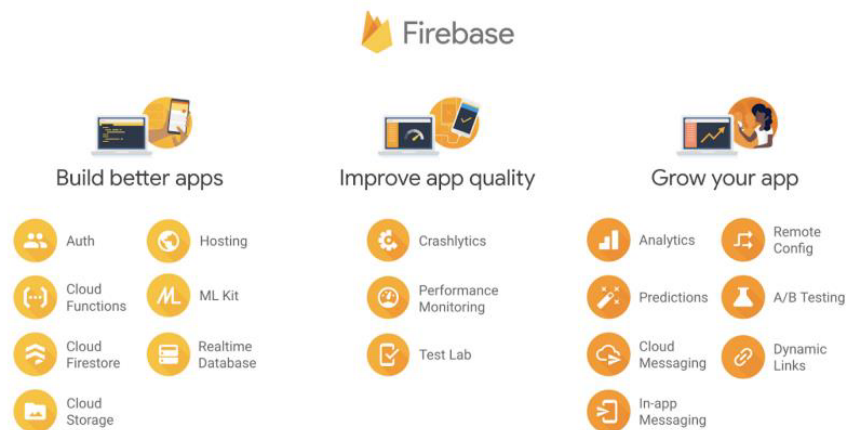 Firebase
Build better apps
Auth
Hosting
Cloud
Functions
ML Kit
Cloud
Firestore
Realtime
Database
Cloud
Storage
Improve app quality
Crashlytics
Performance
Monitoring
Test Lab
Grow your app
Analytics
Remote
Config
Predictions
A/B Testing
Cloud
Messaging
Dynamic
Links
In-app
Messaging